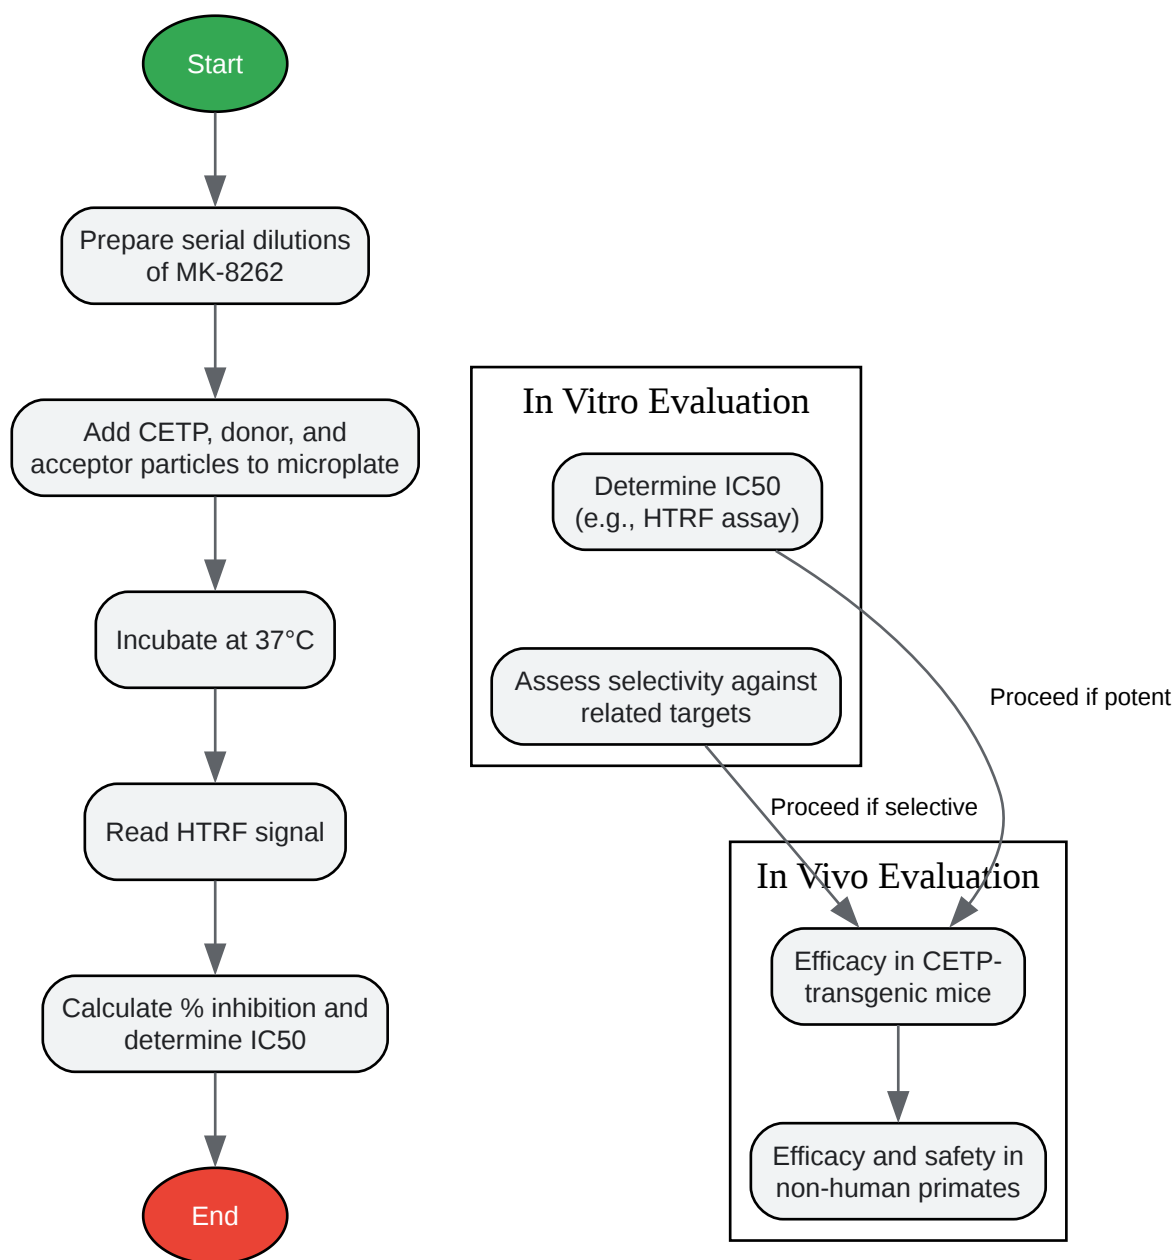 Start
Prepare serial dilutions
of MK-8262
Add CETP, donor, and
acceptor particles to microplate
Incubate at 37°C
Read HTRF signal
Calculate % inhibition and
determine IC50
End
In Vitro Evaluation
Determine IC50
(e.g., HTRF assay)
Assess selectivity against
related targets
Proceed if potent
Proceed if selective
In Vivo Evaluation
Efficacy in CETP-
transgenic mice
Efficacy and safety in
non-human primates